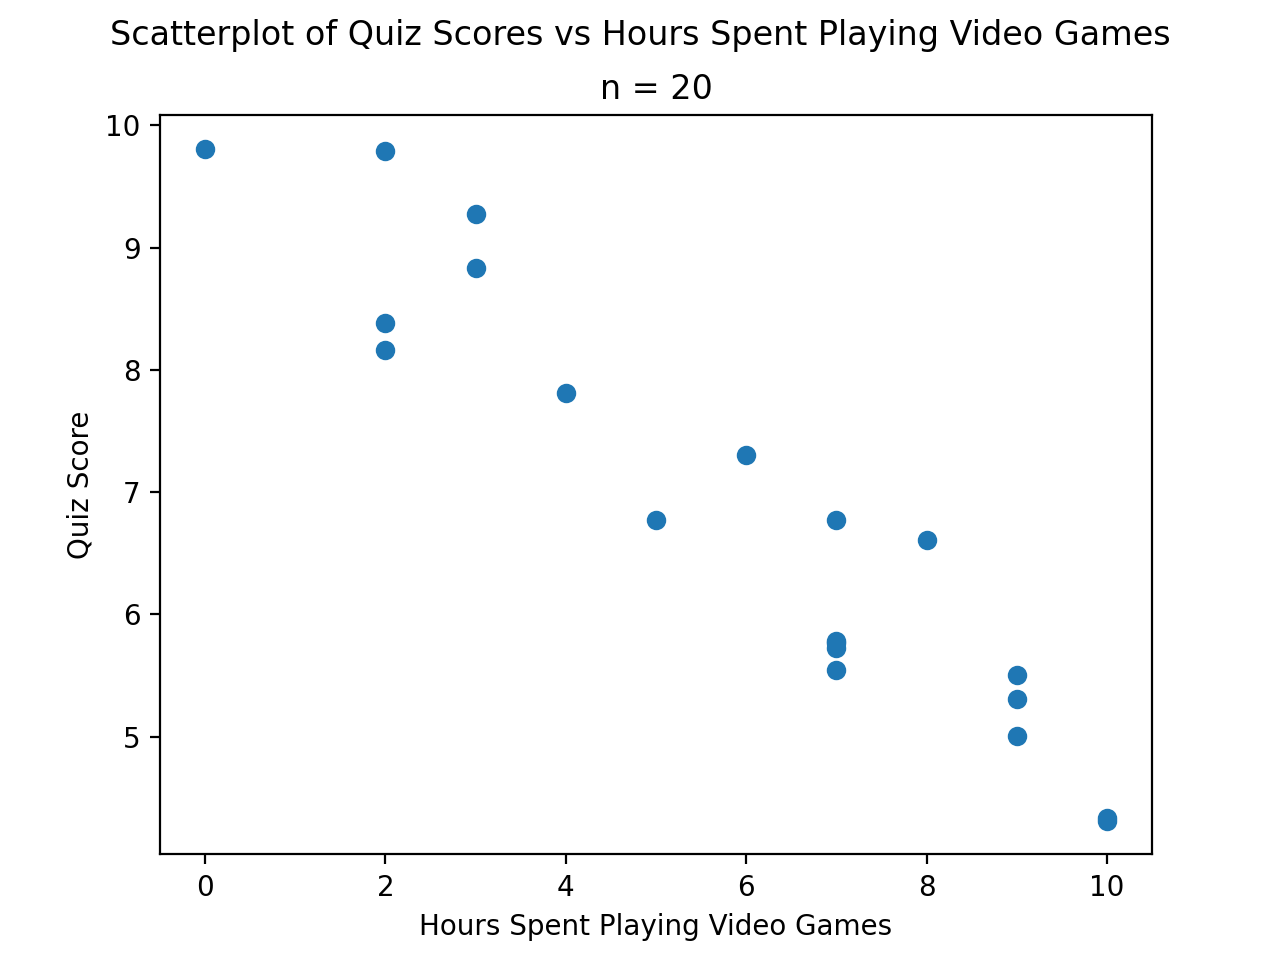 Scatterplot of Quiz Scores vs Hours Spent Playing Video Games
n = 20
10
9
8
7
6
5
Quiz Score
0 2 4 6 8 10
Hours Spent Playing Video Games